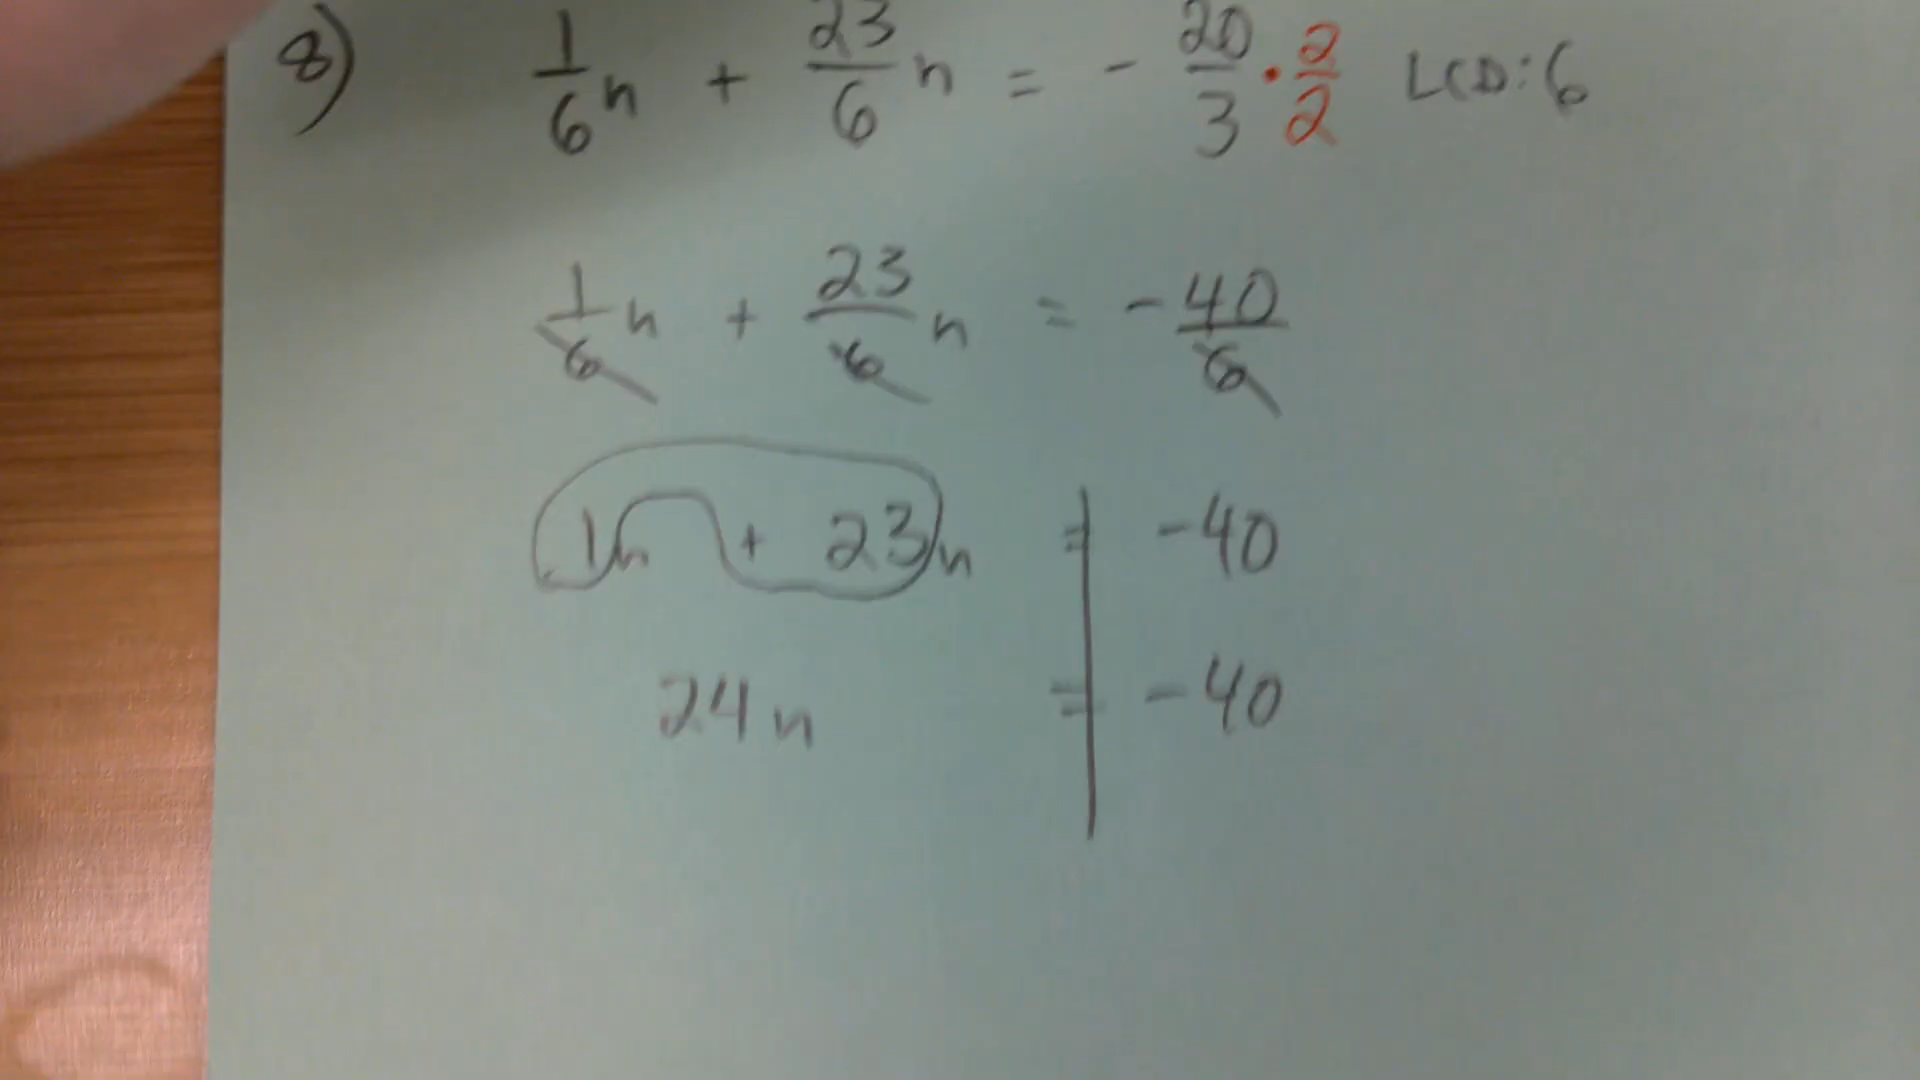 8) 1/6 n + 23/6 n = - 20/3 · 2/2 LCD: 6
1/6 n + 23/6 n = - 40/6
1n + 23n = -40
24n = -40